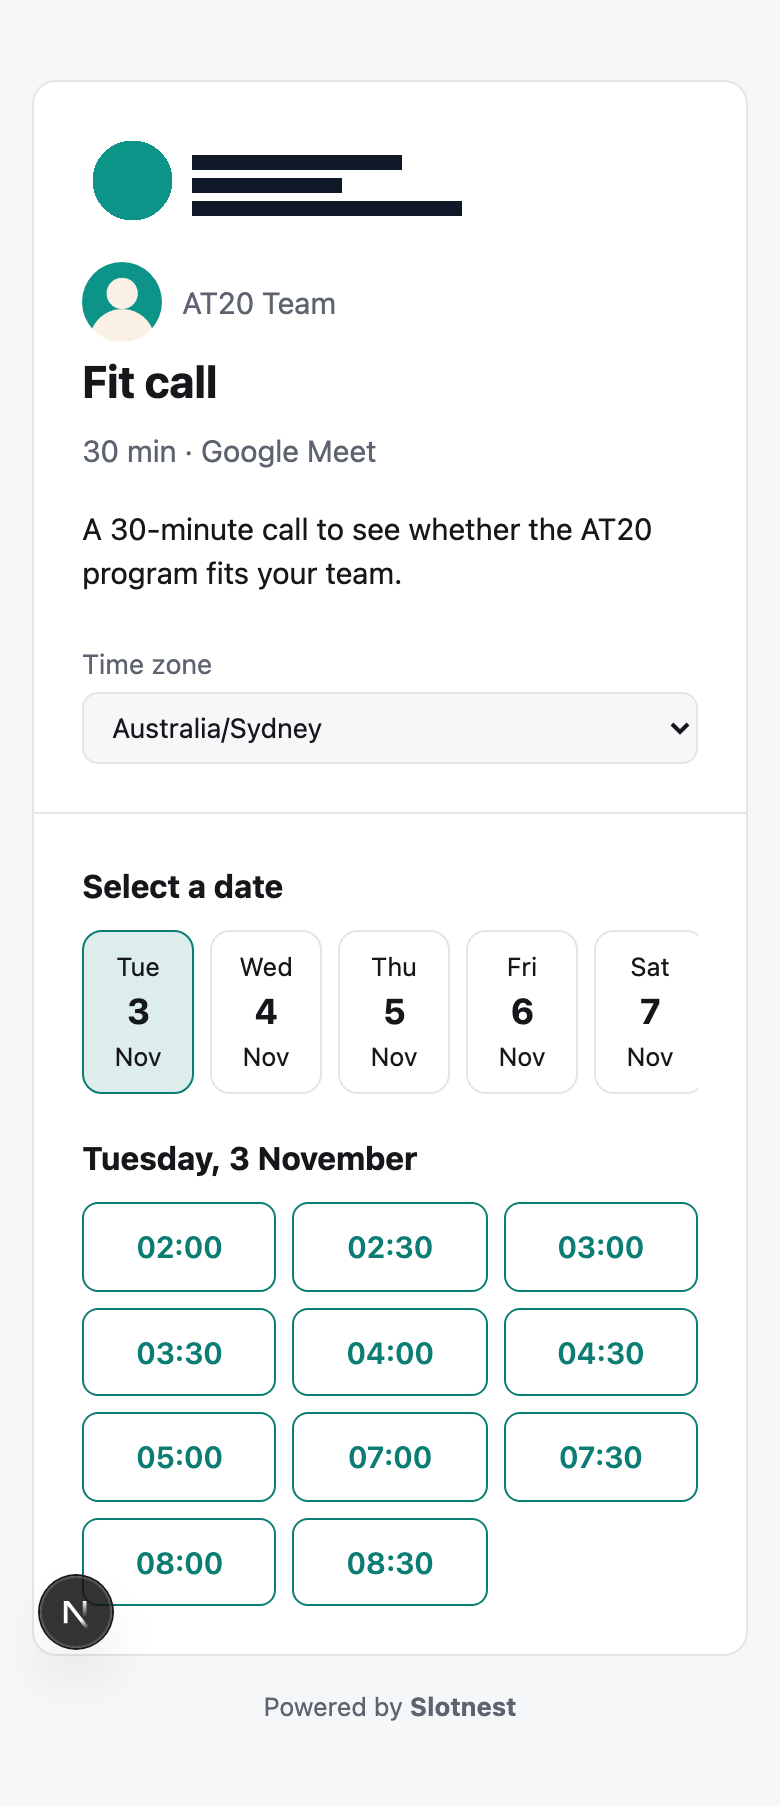 AT20 Team
Fit call
30 min · Google Meet
A 30-minute call to see whether the AT20
program fits your team.
Time zone
Australia/Sydney
Select a date
Tue Wed Thu Fri Sat
3 4 5 6 7
Nov Nov Nov Nov Nov
Tuesday, 3 November
02:00 02:30 03:00
03:30 04:00 04:30
05:00 07:00 07:30
08:00 08:30
N
Powered by Slotnest